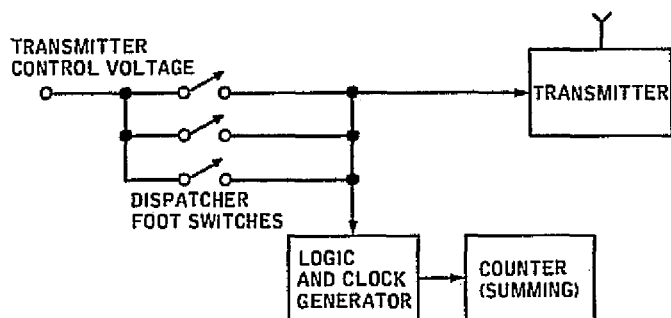 TRANSMITTER
CONTROL VOLTAGE
TRANSMITTER
DISPATCHER
FOOT SWITCHES
LOGIC
AND CLOCK
GENERATOR
COUNTER
(SUMMING)